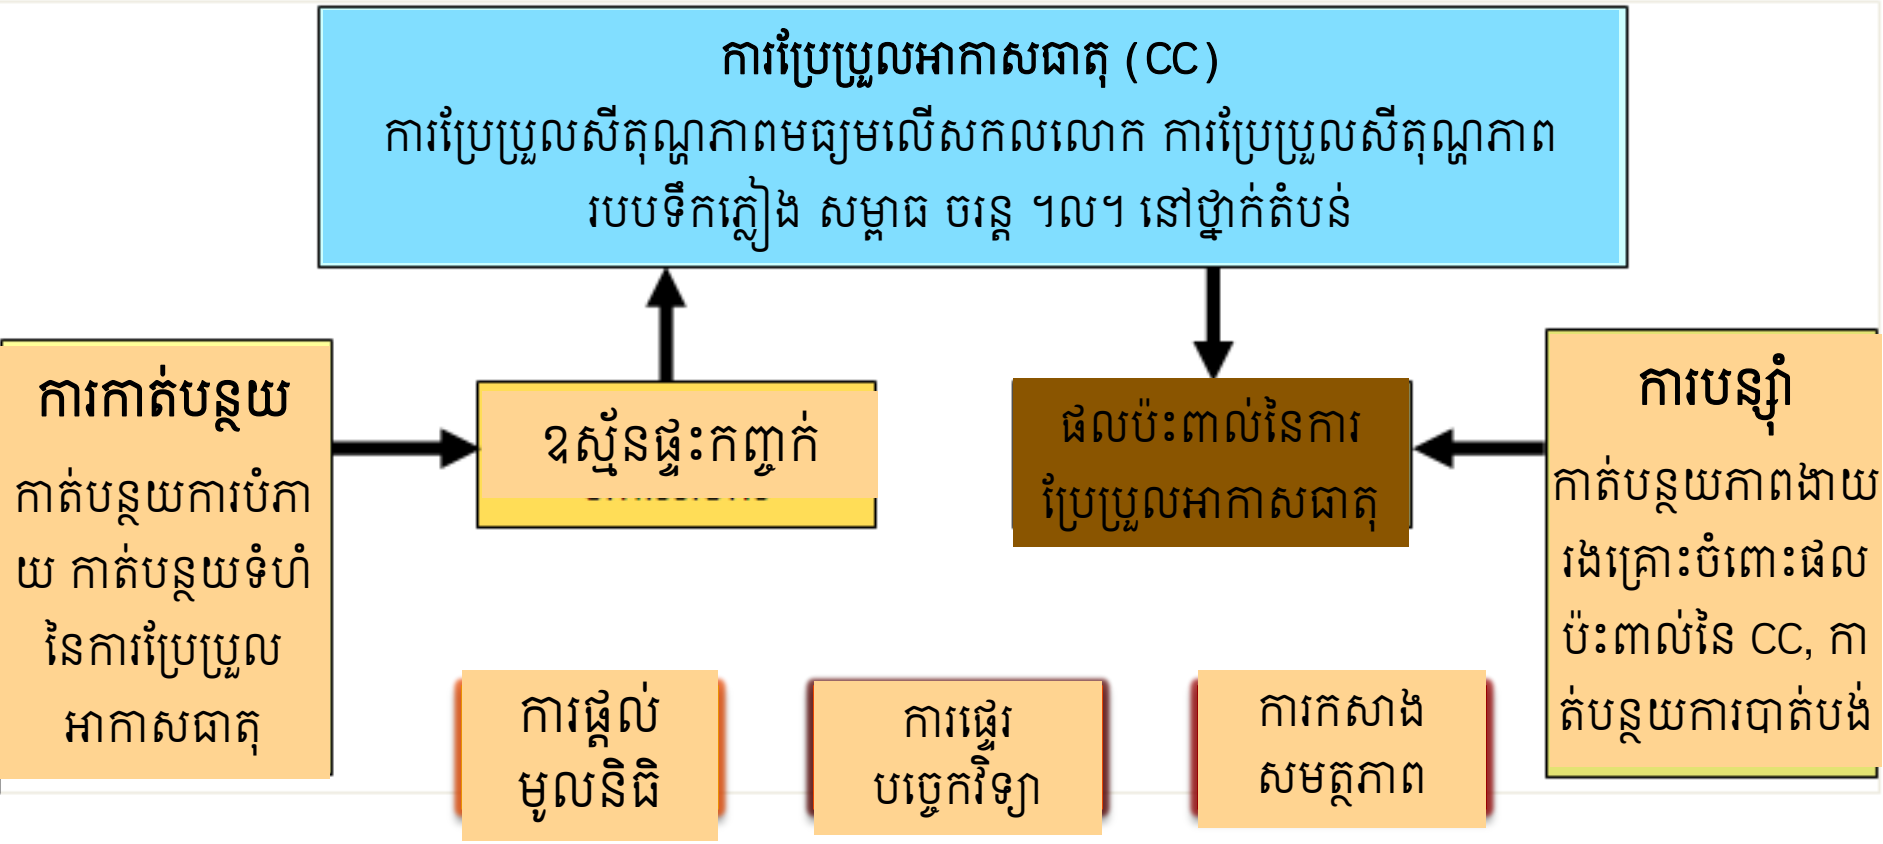 ការប្រែប្រួលអាកាសធាតុ (CC)
ការប្រែប្រួលសីតុណ្ហភាពមធ្យមលើសកលលោក ការប្រែប្រួលសីតុណ្ហភាព
របបទឹកភ្លៀង សម្ពាធ ចរន្ត ។ល។ នៅថ្នាក់តំបន់
ការកាត់បន្ថយ
កាត់បន្ថយការបំភា
យ កាត់បន្ថយទំហំ
នៃការប្រែប្រួល
អាកាសធាតុ
ឧស្ម័នផ្ទះកញ្ចក់
ផលប៉ះពាល់នៃការ
ប្រែប្រួលអាកាសធាតុ
ការបន្ស៊ាំ
កាត់បន្ថយភាពងាយ
រងគ្រោះចំពោះផល
ប៉ះពាល់នៃ CC, កា
ត់បន្ថយការបាត់បង់
ការផ្តល់
មូលនិធិ
ការផ្ទេរ
បច្ចេកវិទ្យា
ការកសាង
សមត្ថភាព